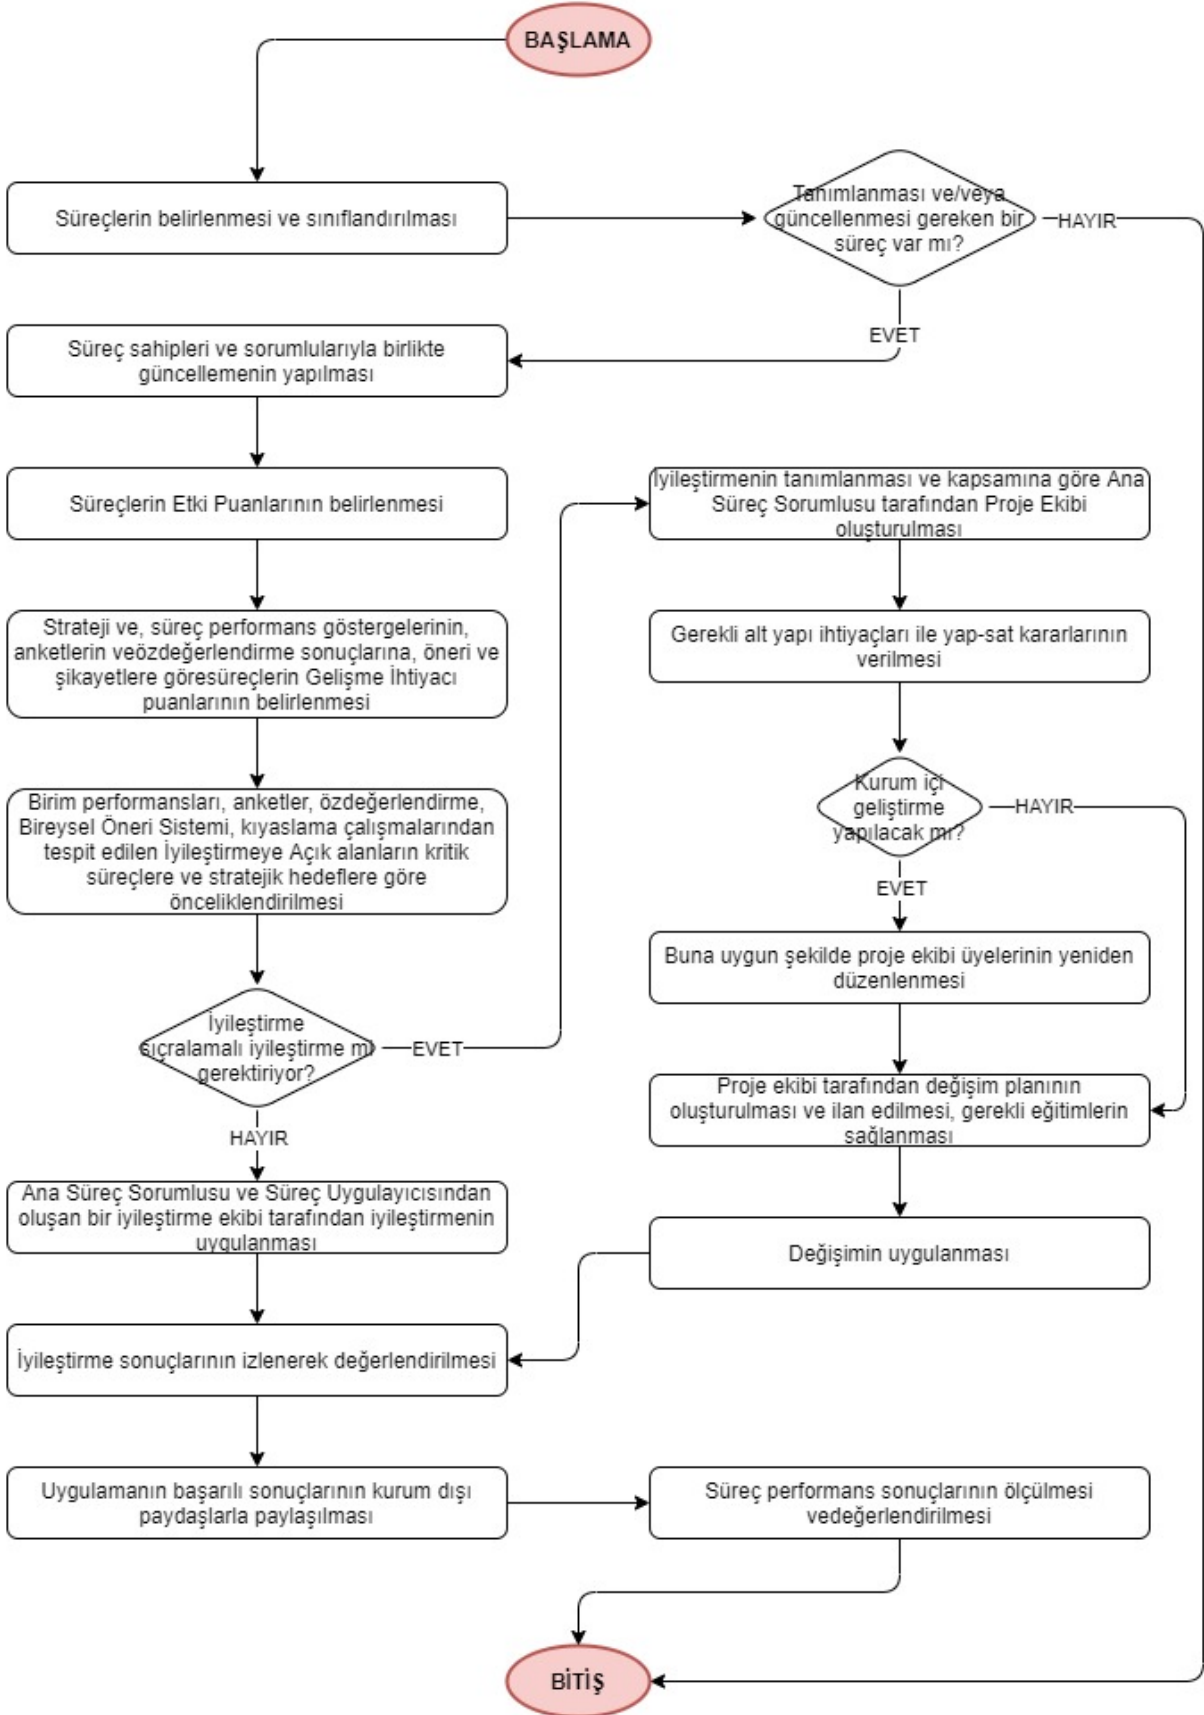 BAŞLAMA
Süreçlerin belirlenmesi ve sınıflandırılması
Tanımlanması ve/veya
güncellenmesi gereken bir
süreç var mı?
HAYIR
EVET
Süreç sahipleri ve sorumlularıyla birlikte
güncellemenin yapılması
Süreçlerin Etki Puanlarının belirlenmesi
Strateji ve, süreç performans göstergelerinin,
anketlerin veözdeğerlendirme sonuçlarına, öneri ve
şikayetlere göresüreçlerin Gelişme İhtiyacı
puanlarının belirlenmesi
Birim performansları, anketler, özdeğerlendirme,
Bireysel Öneri Sistemi, kıyaslama çalışmalarından
tespit edilen İyileştirmeye Açık alanların kritik
süreçlere ve stratejik hedeflere göre
önceliklendirilmesi
İyileştirme
sıçralamalı iyileştirme mi
gerektiriyor?
EVET
HAYIR
İyileştirmenin tanımlanması ve kapsamına göre Ana
Süreç Sorumlusu tarafından Proje Ekibi
oluşturulması
Gerekli alt yapı ihtiyaçları ile yap-sat kararlarının
verilmesi
Kurum içi
geliştirme
yapılacak mı?
HAYIR
EVET
Buna uygun şekilde proje ekibi üyelerinin yeniden
düzenlenmesi
Proje ekibi tarafından değişim planının
oluşturulması ve ilan edilmesi, gerekli eğitimlerin
sağlanması
Değişimin uygulanması
Ana Süreç Sorumlusu ve Süreç Uygulayıcısından
oluşan bir iyileştirme ekibi tarafından iyileştirmenin
uygulanması
İyileştirme sonuçlarının izlenerek değerlendirilmesi
Uygulamanın başarılı sonuçlarının kurum dışı
paydaşlarla paylaşılması
Süreç performans sonuçlarının ölçülmesi
vedeğerlendirilmesi
BİTİŞ